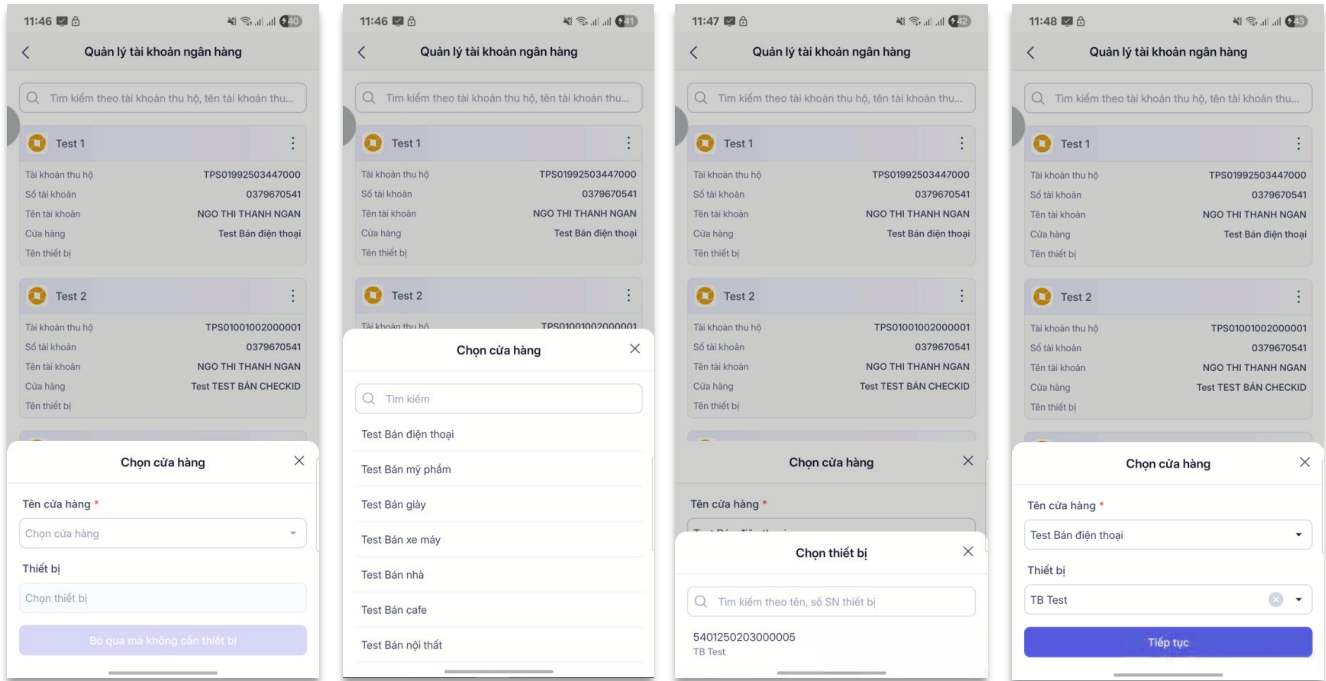 11:46
40
Quản lý tài khoản ngân hàng
Tìm kiếm theo tài khoản thu hộ, tên tài khoản thu...
Test 1
Tài khoản thu hộ TPS01992503447000
Số tài khoản 0379670541
Tên tài khoản NGO THI THANH NGAN
Cửa hàng Test Bán điện thoại
Tên thiết bị
Test 2
Tài khoản thu hộ TPS01001002000001
Số tài khoản 0379670541
Tên tài khoản NGO THI THANH NGAN
Cửa hàng Test TEST BÁN CHECKID
Tên thiết bị
Chọn cửa hàng
Tên cửa hàng *
Chọn cửa hàng
Thiết bị
Chọn thiết bị
Bỏ qua mà không cần thiết bị
11:46
41
Quản lý tài khoản ngân hàng
Tìm kiếm theo tài khoản thu hộ, tên tài khoản thu...
Test 1
Tài khoản thu hộ TPS01992503447000
Số tài khoản 0379670541
Tên tài khoản NGO THI THANH NGAN
Cửa hàng Test Bán điện thoại
Tên thiết bị
Test 2
Tài khoản thu hộ TPS01001002000001
Chọn cửa hàng
Tìm kiếm
Test Bán điện thoại
Test Bán mỹ phẩm
Test Bán giày
Test Bán xe máy
Test Bán nhà
Test Bán cafe
Test Bán nội thất
11:47
42
Quản lý tài khoản ngân hàng
Tìm kiếm theo tài khoản thu hộ, tên tài khoản thu...
Test 1
Tài khoản thu hộ TPS01992503447000
Số tài khoản 0379670541
Tên tài khoản NGO THI THANH NGAN
Cửa hàng Test Bán điện thoại
Tên thiết bị
Test 2
Tài khoản thu hộ TPS01001002000001
Số tài khoản 0379670541
Tên tài khoản NGO THI THANH NGAN
Cửa hàng Test TEST BÁN CHECKID
Tên thiết bị
Chọn cửa hàng
Tên cửa hàng *
Test Bán điện thoại
Chọn thiết bị
Tìm kiếm theo tên, số SN thiết bị
5401250203000005
TB Test
11:48
43
Quản lý tài khoản ngân hàng
Tìm kiếm theo tài khoản thu hộ, tên tài khoản thu...
Test 1
Tài khoản thu hộ TPS01992503447000
Số tài khoản 0379670541
Tên tài khoản NGO THI THANH NGAN
Cửa hàng Test Bán điện thoại
Tên thiết bị
Test 2
Tài khoản thu hộ TPS01001002000001
Số tài khoản 0379670541
Tên tài khoản NGO THI THANH NGAN
Cửa hàng Test TEST BÁN CHECKID
Tên thiết bị
Chọn cửa hàng
Tên cửa hàng *
Test Bán điện thoại
Thiết bị
TB Test
Tiếp tục